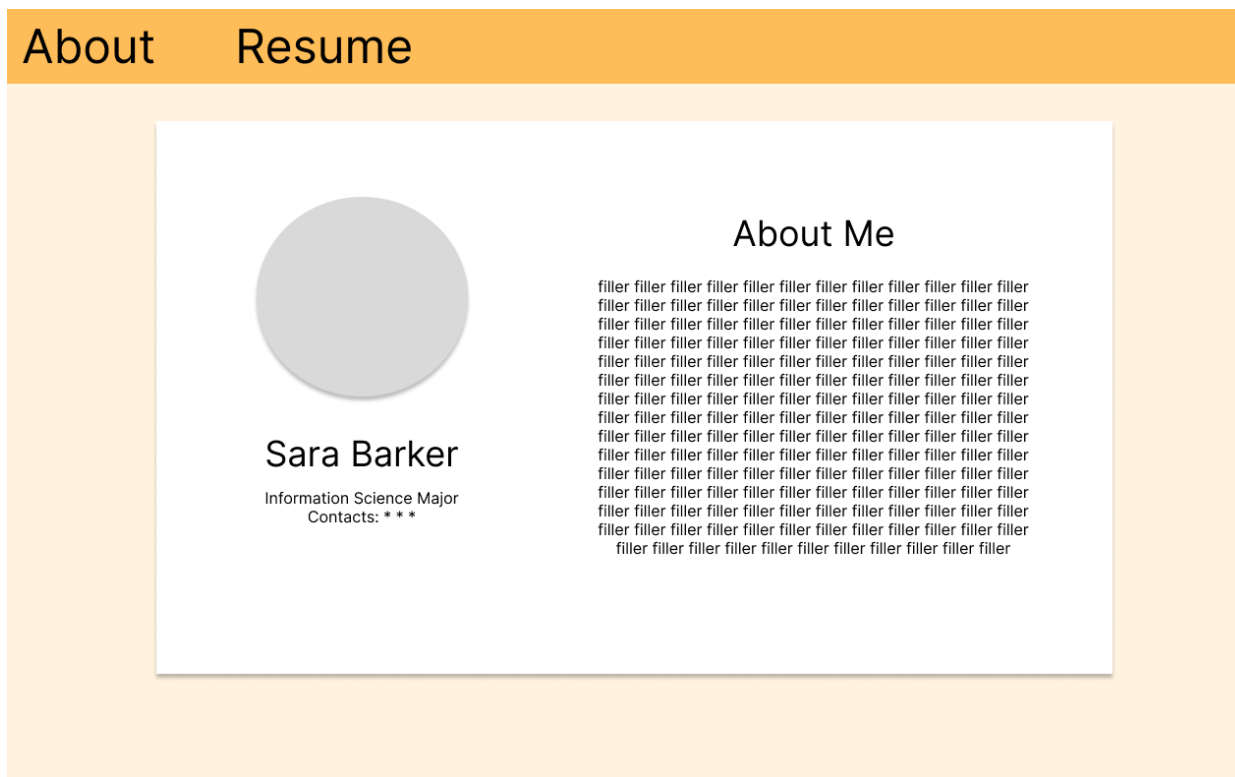 About Resume
Sara Barker
Information Science Major
Contacts: * * *
About Me
filler filler filler filler filler filler filler filler filler filler filler filler
filler filler filler filler filler filler filler filler filler filler filler filler
filler filler filler filler filler filler filler filler filler filler filler filler
filler filler filler filler filler filler filler filler filler filler filler filler
filler filler filler filler filler filler filler filler filler filler filler filler
filler filler filler filler filler filler filler filler filler filler filler filler
filler filler filler filler filler filler filler filler filler filler filler filler
filler filler filler filler filler filler filler filler filler filler filler filler
filler filler filler filler filler filler filler filler filler filler filler filler
filler filler filler filler filler filler filler filler filler filler filler filler
filler filler filler filler filler filler filler filler filler filler filler filler
filler filler filler filler filler filler filler filler filler filler filler filler
filler filler filler filler filler filler filler filler filler filler filler filler
filler filler filler filler filler filler filler filler filler filler filler filler
filler filler filler filler filler filler filler filler filler filler filler